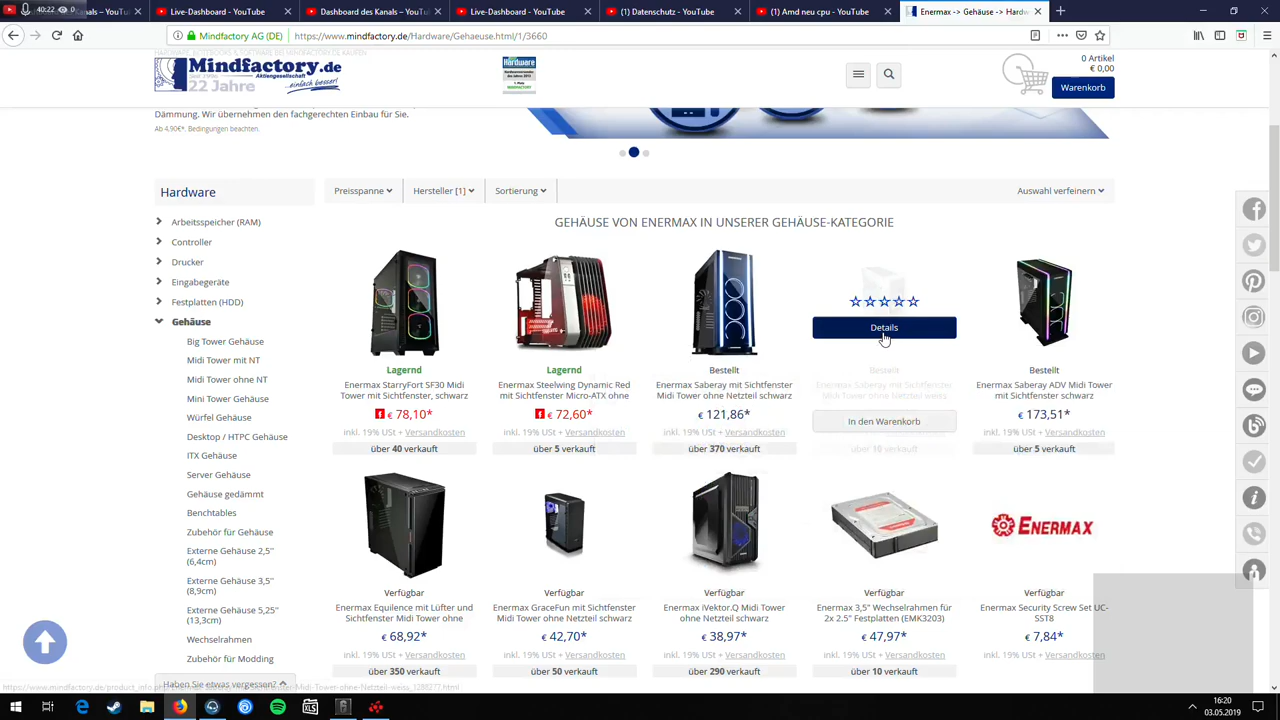 40:22 0
Live-Dashboard - YouTube
Dashboard des Kanals – YouTub
Live-Dashboard - YouTube
(1) Datenschutz - YouTube
(1) Amd neu cpu - YouTube
Enermax -> Gehäuse -> Hardw
Mindfactory AG (DE)
https://www.mindfactory.de/Hardware/Gehaeuse.html/1/3660
HARDWARE, NOTEBOOKS & SOFTWARE BEI MINDFACTORY.DE KAUFEN
Mindfactory.de
Aktiengesellschaft
22 Jahre
...einfach besser!
Hardware
0 Artikel
€ 0,00
Warenkorb
Dämmung. Wir übernehmen den fachgerechten Einbau für Sie.
Ab 4,90€*. Bedingungen beachten.
Hardware
Preisspanne
Hersteller [1]
Sortierung
Auswahl verfeinern
GEHÄUSE VON ENERMAX IN UNSERER GEHÄUSE-KATEGORIE
Arbeitsspeicher (RAM)
Controller
Drucker
Eingabegeräte
Festplatten (HDD)
Gehäuse
Big Tower Gehäuse
Midi Tower mit NT
Midi Tower ohne NT
Mini Tower Gehäuse
Würfel Gehäuse
Desktop / HTPC Gehäuse
ITX Gehäuse
Server Gehäuse
Gehäuse gedämmt
Benchtables
Zubehör für Gehäuse
Externe Gehäuse 2,5"
(6,4cm)
Externe Gehäuse 3,5"
(8,9cm)
Externe Gehäuse 5,25"
(13,3cm)
Wechselrahmen
Zubehör für Modding
Lagernd
Enermax StarryFort SF30 Midi
Tower mit Sichtfenster, schwarz
€ 78,10*
inkl. 19% USt + Versandkosten
über 40 verkauft
Lagernd
Enermax Steelwing Dynamic Red
mit Sichtfenster Micro-ATX ohne
€ 72,60*
inkl. 19% USt + Versandkosten
über 5 verkauft
Bestellt
Enermax Saberay mit Sichtfenster
Midi Tower ohne Netzteil schwarz
€ 121,86*
inkl. 19% USt + Versandkosten
über 370 verkauft
Details
Bestellt
Enermax Saberay mit Sichtfenster
Midi Tower ohne Netzteil weiss
In den Warenkorb
über 10 verkauft
Bestellt
Enermax Saberay ADV Midi Tower
mit Sichtfenster schwarz
€ 173,51*
inkl. 19% USt + Versandkosten
über 5 verkauft
Verfügbar
Enermax Equilence mit Lüfter und
Sichtfenster Midi Tower ohne
€ 68,92*
inkl. 19% USt + Versandkosten
über 350 verkauft
Verfügbar
Enermax GraceFun mit Sichtfenster
Midi Tower ohne Netzteil schwarz
€ 42,70*
inkl. 19% USt + Versandkosten
über 50 verkauft
Verfügbar
Enermax iVektor.Q Midi Tower
ohne Netzteil schwarz
€ 38,97*
inkl. 19% USt + Versandkosten
über 290 verkauft
Verfügbar
Enermax 3,5" Wechselrahmen für
2x 2.5" Festplatten (EMK3203)
€ 47,97*
inkl. 19% USt + Versandkosten
über 10 verkauft
ENERMAX
Verfügbar
Enermax Security Screw Set UC-
SST8
€ 7,84*
inkl. 19% USt + Versandkosten
Haben Sie etwas vergessen?
XLS
16:20
03.05.2019